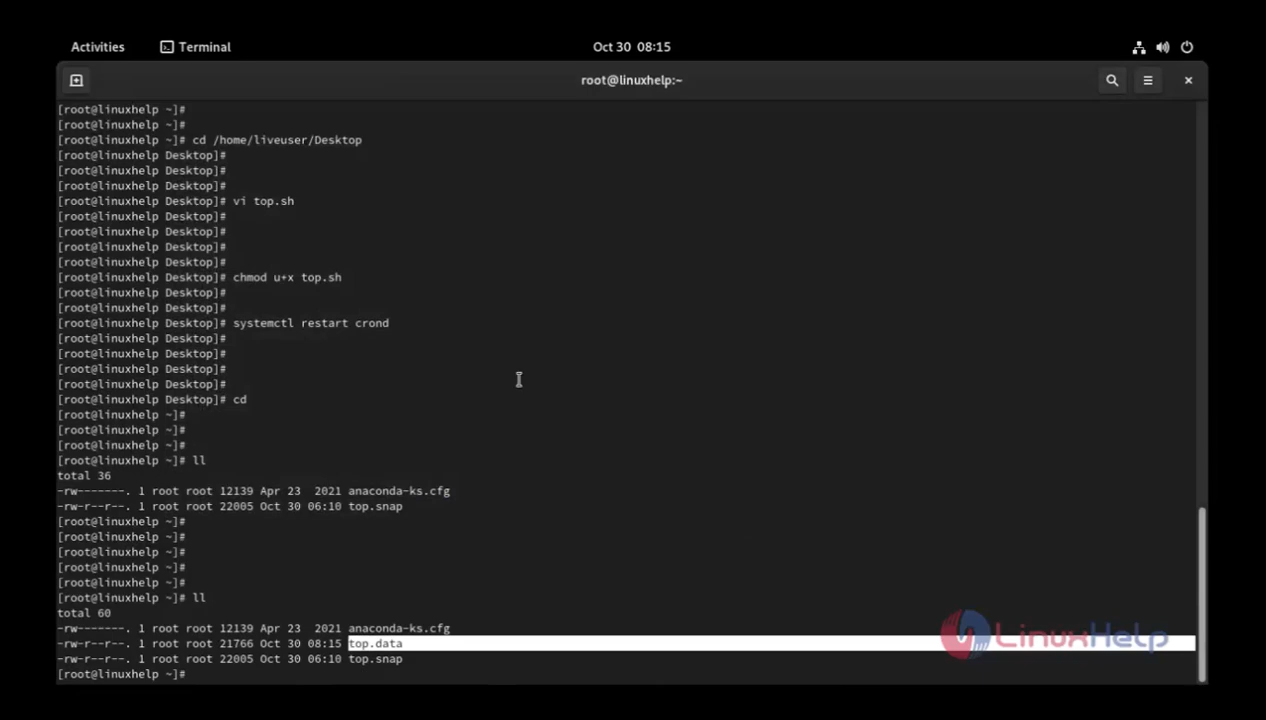 Activities Terminal Oct 30 08:15
root@linuxhelp:~
[root@linuxhelp ~]#
[root@linuxhelp ~]#
[root@linuxhelp ~]# cd /home/liveuser/Desktop
[root@linuxhelp Desktop]#
[root@linuxhelp Desktop]#
[root@linuxhelp Desktop]#
[root@linuxhelp Desktop]# vi top.sh
[root@linuxhelp Desktop]#
[root@linuxhelp Desktop]#
[root@linuxhelp Desktop]#
[root@linuxhelp Desktop]#
[root@linuxhelp Desktop]# chmod u+x top.sh
[root@linuxhelp Desktop]#
[root@linuxhelp Desktop]#
[root@linuxhelp Desktop]# systemctl restart crond
[root@linuxhelp Desktop]#
[root@linuxhelp Desktop]#
[root@linuxhelp Desktop]#
[root@linuxhelp Desktop]#
[root@linuxhelp Desktop]# cd
[root@linuxhelp ~]#
[root@linuxhelp ~]#
[root@linuxhelp ~]#
[root@linuxhelp ~]# ll
total 36
-rw-------. 1 root root 12139 Apr 23  2021 anaconda-ks.cfg
-rw-r--r--. 1 root root 22005 Oct 30 06:10 top.snap
[root@linuxhelp ~]#
[root@linuxhelp ~]#
[root@linuxhelp ~]#
[root@linuxhelp ~]#
[root@linuxhelp ~]#
[root@linuxhelp ~]# ll
total 60
-rw-------. 1 root root 12139 Apr 23  2021 anaconda-ks.cfg
-rw-r--r--. 1 root root 21766 Oct 30 08:15 top.data
-rw-r--r--. 1 root root 22005 Oct 30 06:10 top.snap
[root@linuxhelp ~]#
LinuxHelp